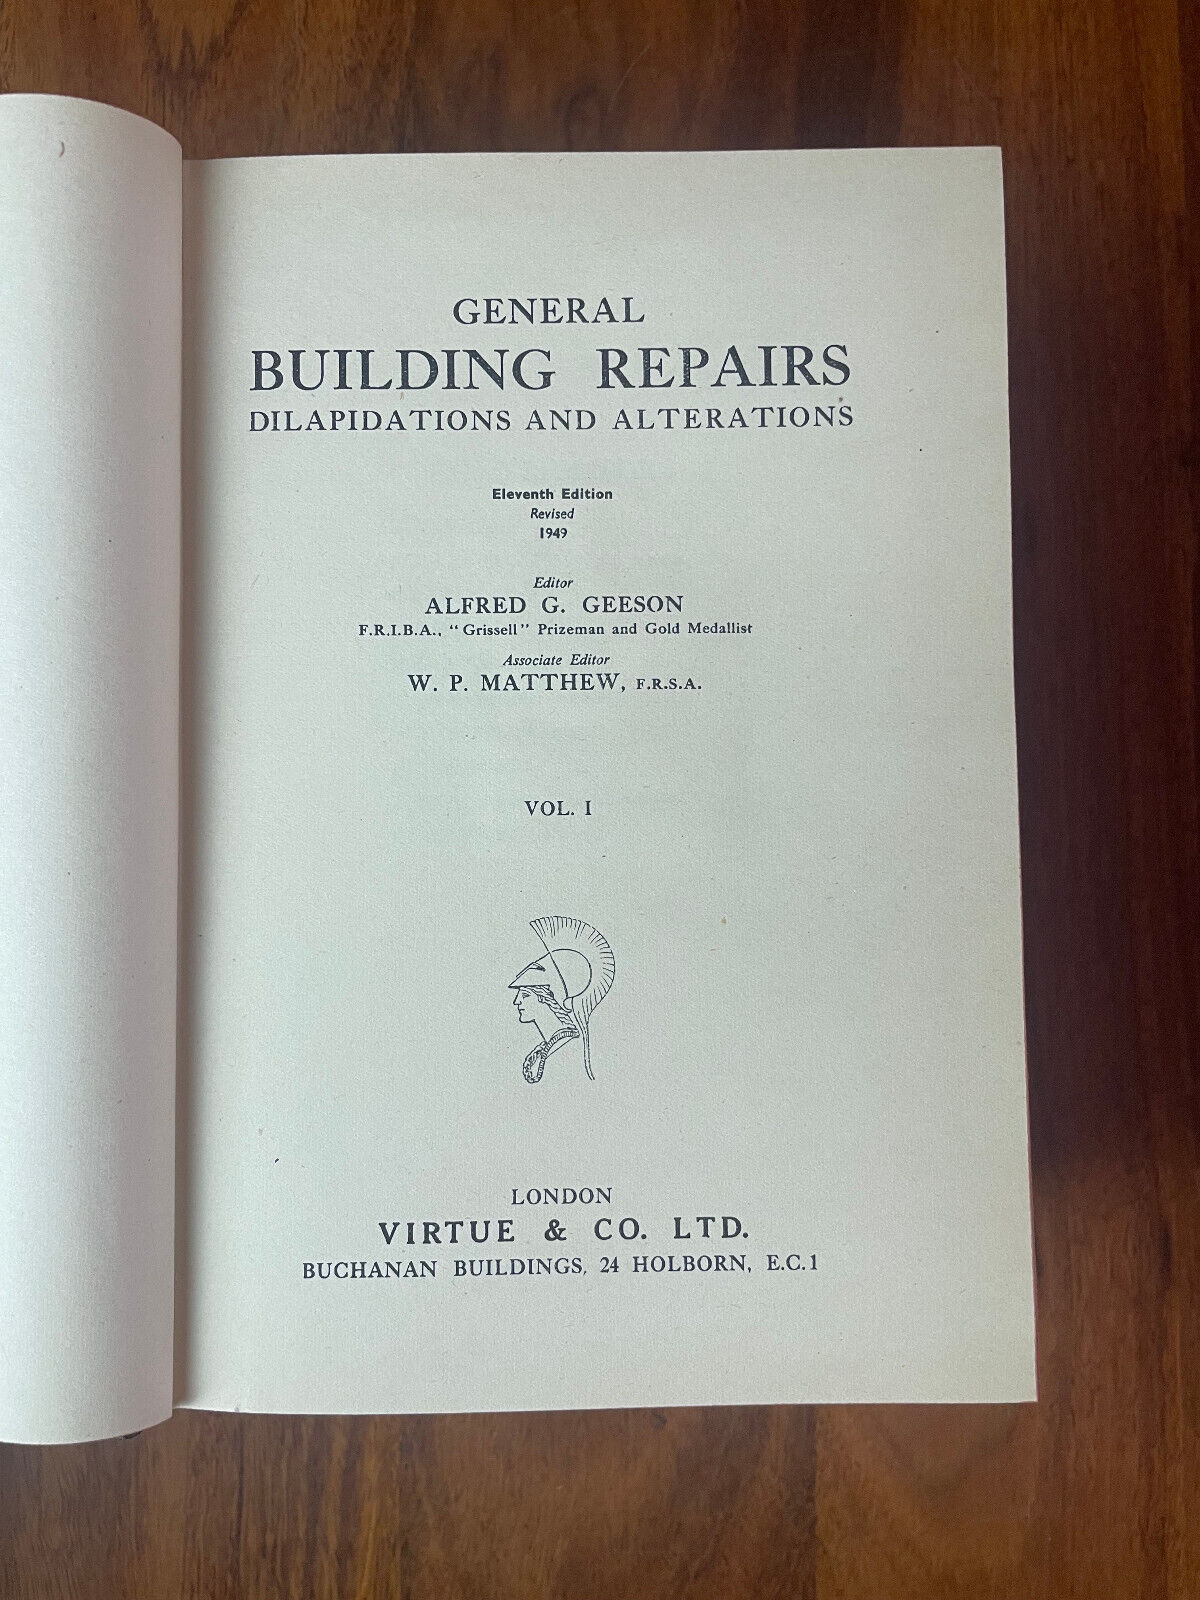 GENERAL
BUILDING REPAIRS
DILAPIDATIONS AND ALTERATIONS
Eleventh Edition
Revised
1949
Editor
ALFRED G. GEESON
F.R.I.B.A., "Grissell" Prizeman and Gold Medallist
Associate Editor
W. P. MATTHEW, F.R.S.A.
VOL. I
LONDON
VIRTUE & CO. LTD.
BUCHANAN BUILDINGS, 24 HOLBORN, E.C.1